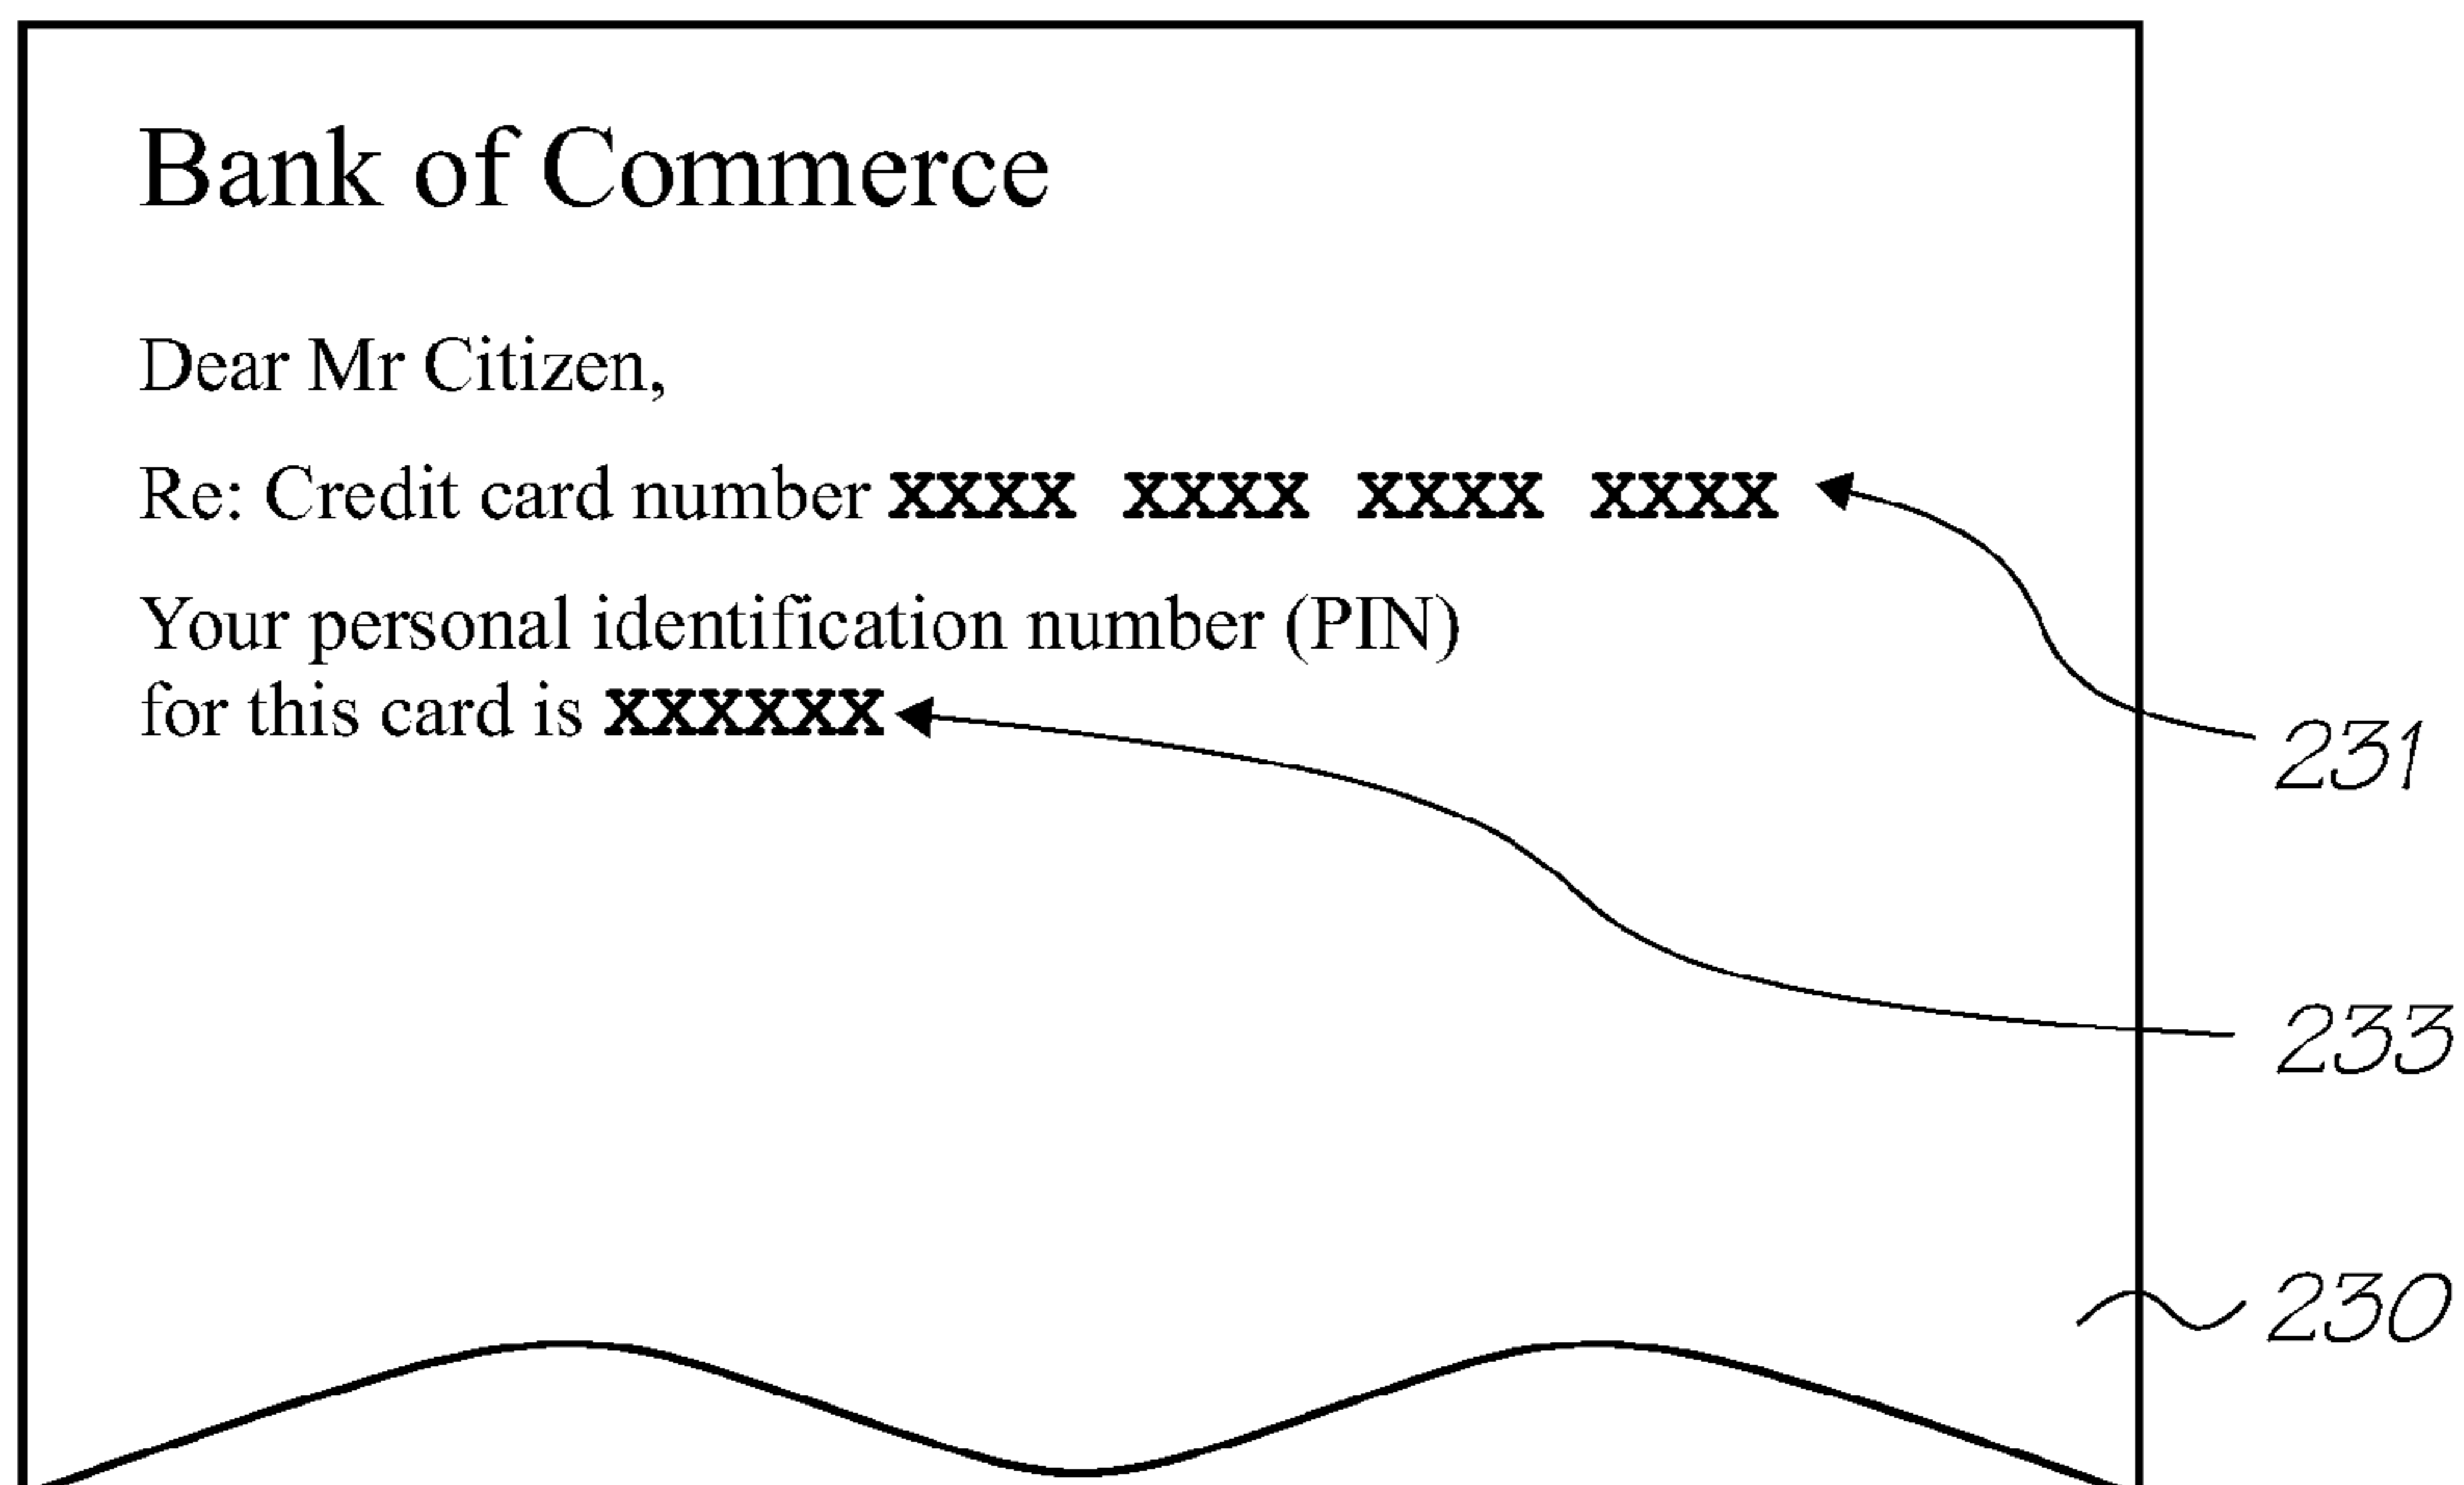 Bank of Commerce
Dear Mr Citizen,
Re: Credit card number xxxx xxxx xxxx xxxx
Your personal identification number (PIN)
for this card is xxxxxx
231
233
230